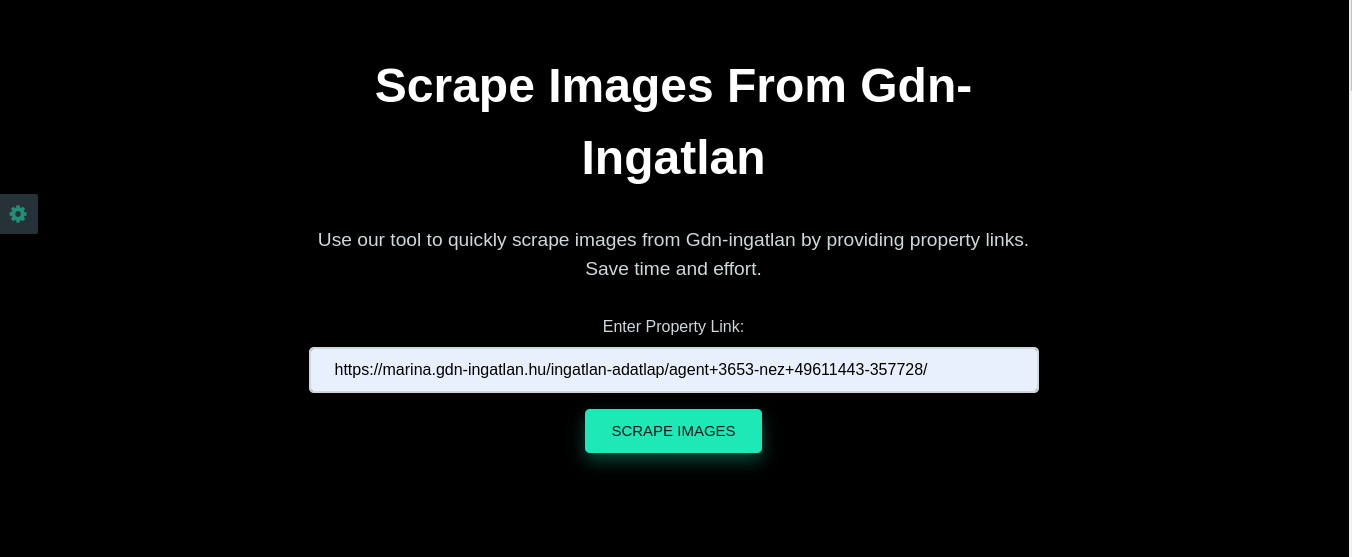 Scrape Images From Gdn-
Ingatlan
Use our tool to quickly scrape images from Gdn-ingatlan by providing property links.
Save time and effort.
Enter Property Link:
https://marina.gdn-ingatlan.hu/ingatlan-adatlap/agent+3653-nez+49611443-357728/
SCRAPE IMAGES